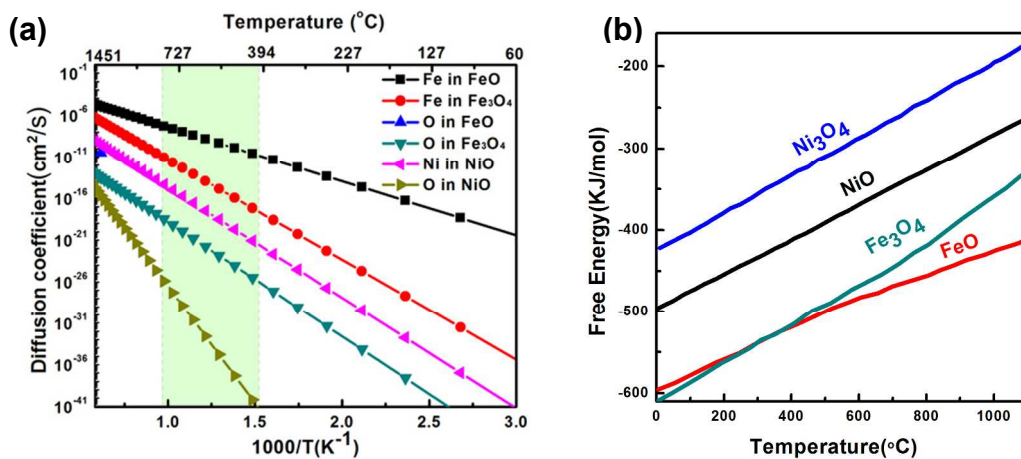 (a)
Temperature (°C)
1451 727 394 227 127 60
10⁻¹
10⁻⁶
10⁻¹¹
10⁻¹⁶
10⁻²¹
10⁻²⁶
10⁻³¹
10⁻³⁶
10⁻⁴¹
Diffusion coefficient(cm²/s)
Fe in FeO
Fe in Fe₃O₄
O in FeO
O in Fe₃O₄
Ni in NiO
O in NiO
1.0 1.5 2.0 2.5 3.0
1000/T(K⁻¹)
(b)
-200
-300
-400
-500
-600
Free Energy(KJ/mol)
Ni₃O₄
NiO
Fe₃O₄
FeO
0 200 400 600 800 1000
Temperature(°C)